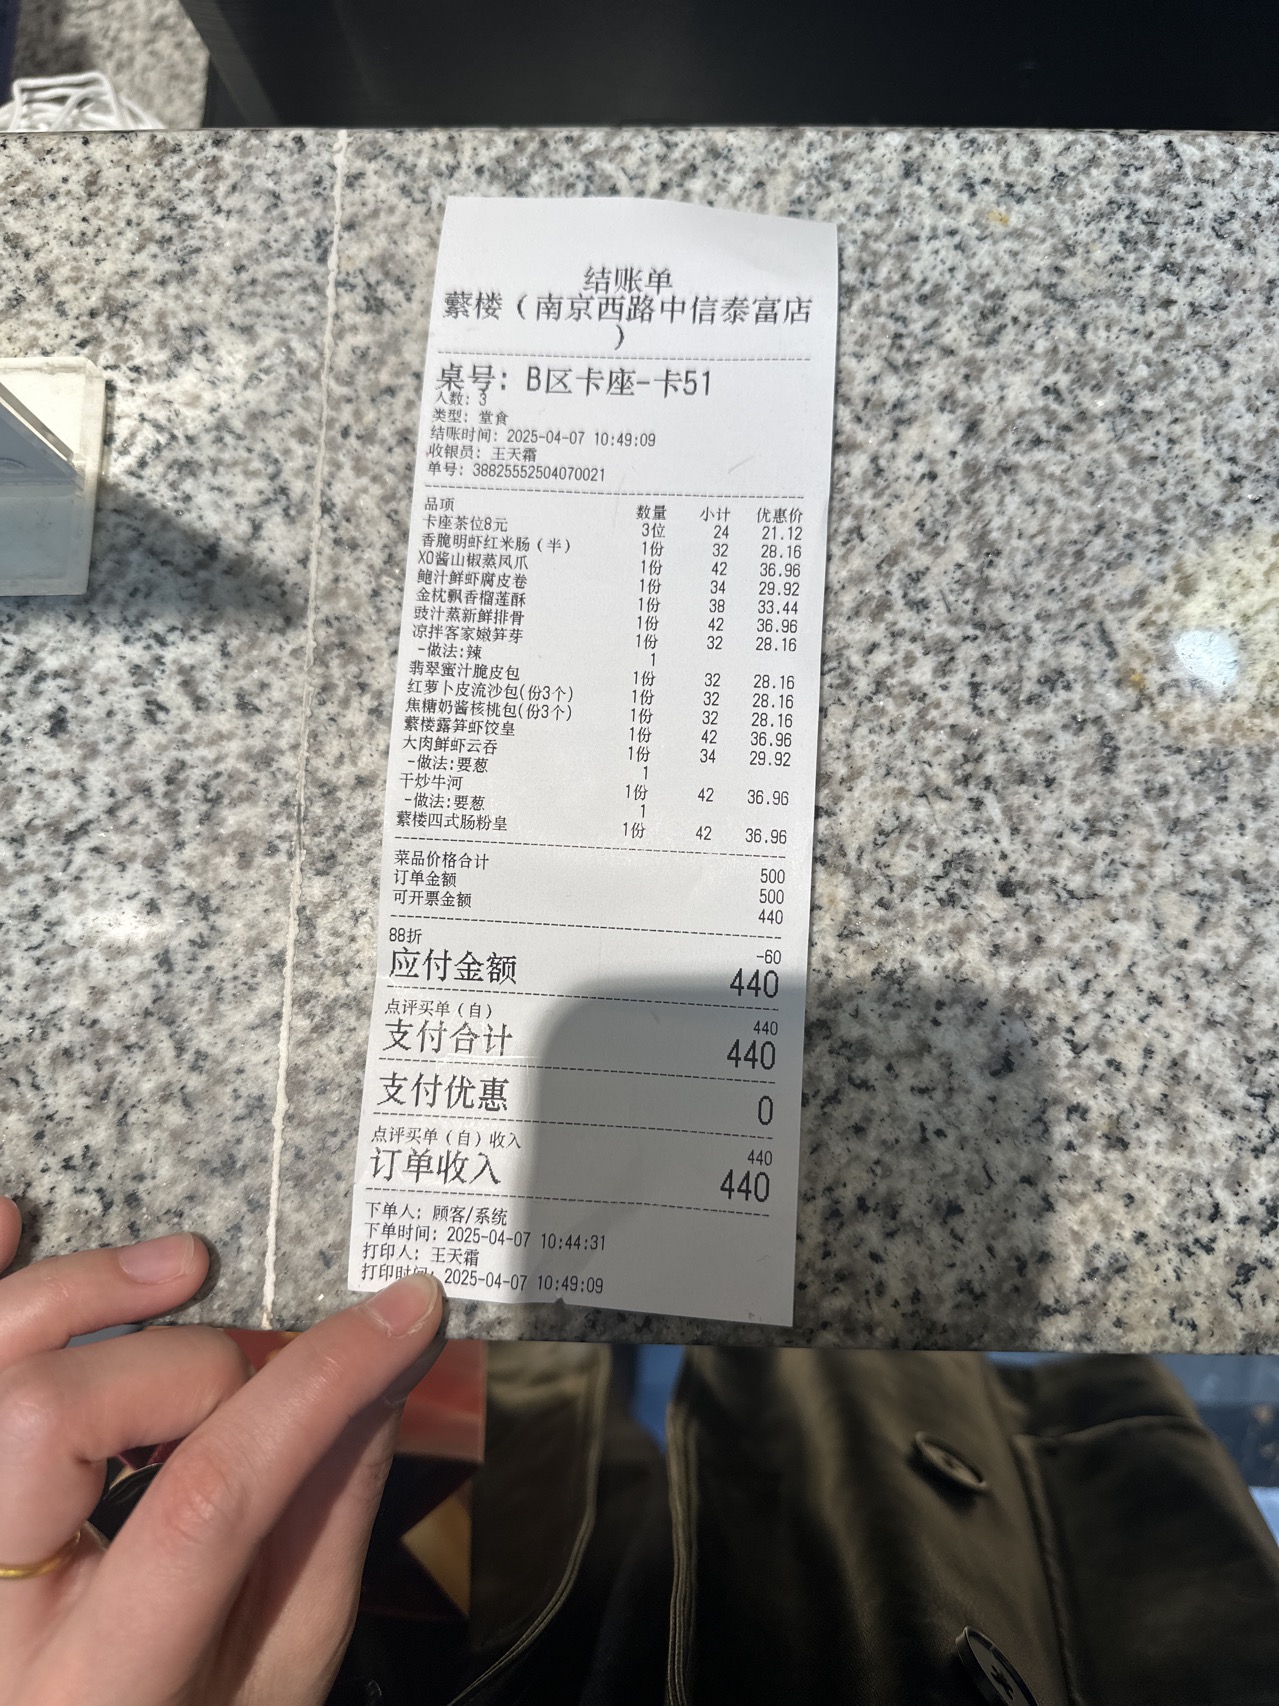 结账单
蘩楼（南京西路中信泰富店
）
桌号: B区卡座-卡51
人数: 3
类型: 堂食
结账时间: 2025-04-07 10:49:09
收银员: 王天霜
单号: 38825552504070021
品项 数量 小计 优惠价
卡座茶位8元 3位 24 21.12
香脆明虾红米肠（半） 1份 32 28.16
XO酱山椒蒸凤爪 1份 42 36.96
鲍汁鲜虾腐皮卷 1份 34 29.92
金枕飘香榴莲酥 1份 38 33.44
豉汁蒸新鲜排骨 1份 42 36.96
凉拌客家嫩笋芽 1份 32 28.16
-做法:辣 1
翡翠蜜汁脆皮包 1份 32 28.16
红萝卜皮流沙包(份3个) 1份 32 28.16
焦糖奶酱核桃包(份3个) 1份 32 28.16
蘩楼露笋虾饺皇 1份 42 36.96
大肉鲜虾云吞 1份 34 29.92
-做法:要葱 1
干炒牛河 1份 42 36.96
-做法:要葱 1
蘩楼四式肠粉皇 1份 42 36.96
菜品价格合计 500
订单金额 500
可开票金额 440
88折 -60
应付金额 440
点评买单（自） 440
支付合计 440
支付优惠 0
点评买单（自）收入 440
订单收入 440
下单人: 顾客/系统
下单时间: 2025-04-07 10:44:31
打印人: 王天霜
打印时间: 2025-04-07 10:49:09